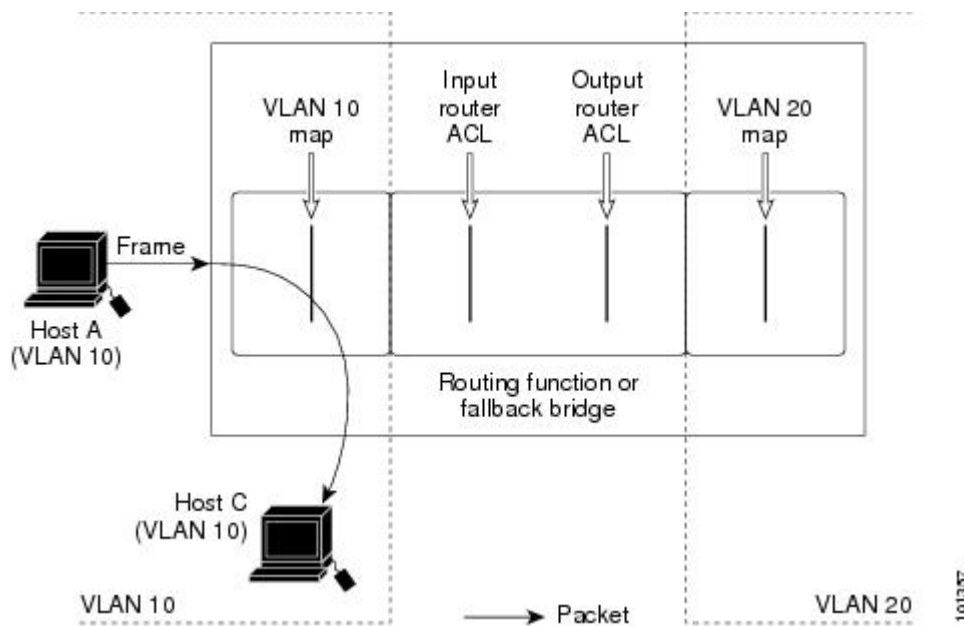 VLAN 10
map
Input
router
ACL
Output
router
ACL
VLAN 20
map
Frame
Host A
(VLAN 10)
Routing function or
fallback bridge
Host C
(VLAN 10)
VLAN 10
Packet
VLAN 20
101357